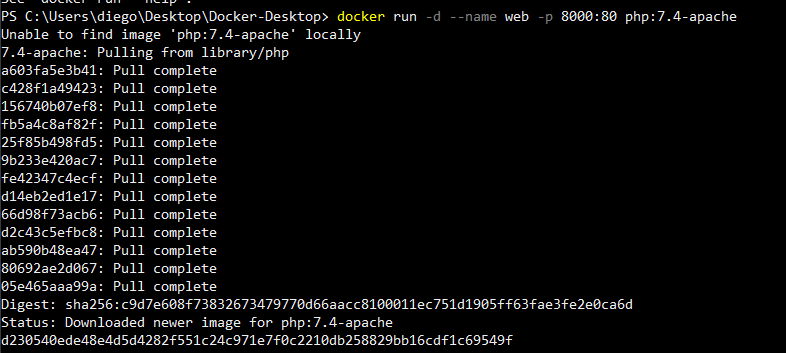 See 'docker run --help'.
PS C:\Users\diego\Desktop\Docker-Desktop> docker run -d --name web -p 8000:80 php:7.4-apache
Unable to find image 'php:7.4-apache' locally
7.4-apache: Pulling from library/php
a603fa5e3b41: Pull complete
c428f1a49423: Pull complete
156740b07ef8: Pull complete
fb5a4c8af82f: Pull complete
25f85b498fd5: Pull complete
9b233e420ac7: Pull complete
fe42347c4ecf: Pull complete
d14eb2ed1e17: Pull complete
66d98f73acb6: Pull complete
d2c43c5efbc8: Pull complete
ab590b48ea47: Pull complete
80692ae2d067: Pull complete
05e465aaa99a: Pull complete
Digest: sha256:c9d7e608f73832673479770d66aacc8100011ec751d1905ff63fae3fe2e0ca6d
Status: Downloaded newer image for php:7.4-apache
d230540ede48e4d5d4282f551c24c971e7f0c2210db258829bb16cdf1c69549f